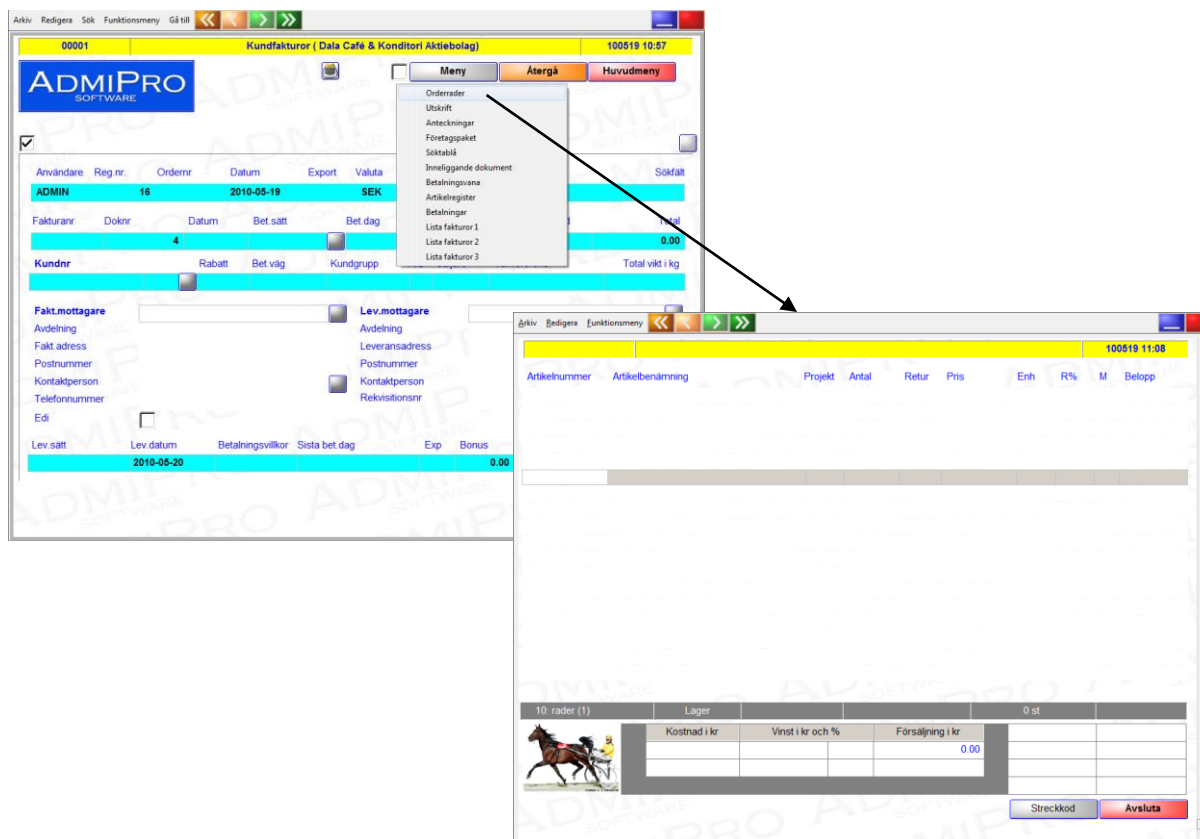 Arkiv Redigera Sök Funktionsmeny Gå till
00001 Kundfakturor ( Dala Café & Konditori Aktiebolag) 100519 10:57
ADMIPRO
SOFTWARE
Meny Återgå Huvudmeny
Orderrader
Utskrift
Anteckningar
Företagspaket
Söktablå
Inneliggande dokument
Betalningsvana
Artikelregister
Betalningar
Lista fakturor 1
Lista fakturor 2
Lista fakturor 3
Användare Reg.nr. Ordernr Datum Export Valuta Sökfält
ADMIN 16 2010-05-19 SEK
Fakturanr Doknr Datum Bet.sätt Bet.dag Total
4 0.00
Kundnr Rabatt Bet.väg Kundgrupp Total vikt i kg
Fakt.mottagare Lev.mottagare
Avdelning Avdelning
Fakt.adress Leveransadress
Postnummer Postnummer
Kontaktperson Kontaktperson
Telefonnummer Rekvisitionsnr
Edi
Lev.sätt Lev.datum Betalningsvillkor Sista bet.dag Exp Bonus
2010-05-20 0.00
Arkiv Redigera Funktionsmeny
100519 11:08
Artikelnummer Artikelbenämning Projekt Antal Retur Pris Enh R% M Belopp
10: rader (1) Lager 0 st
Kostnad i kr Vinst i kr och % Försäljning i kr
0.00
Streckkod Avsluta